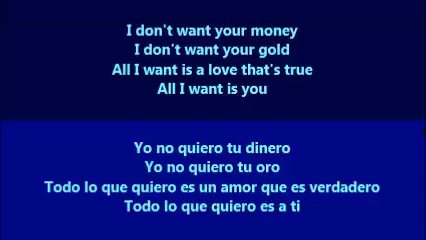 I don't want your money
I don't want your gold
All I want is a love that's true
All I want is you
Yo no quiero tu dinero
Yo no quiero tu oro
Todo lo que quiero es un amor que es verdadero
Todo lo que quiero es a ti